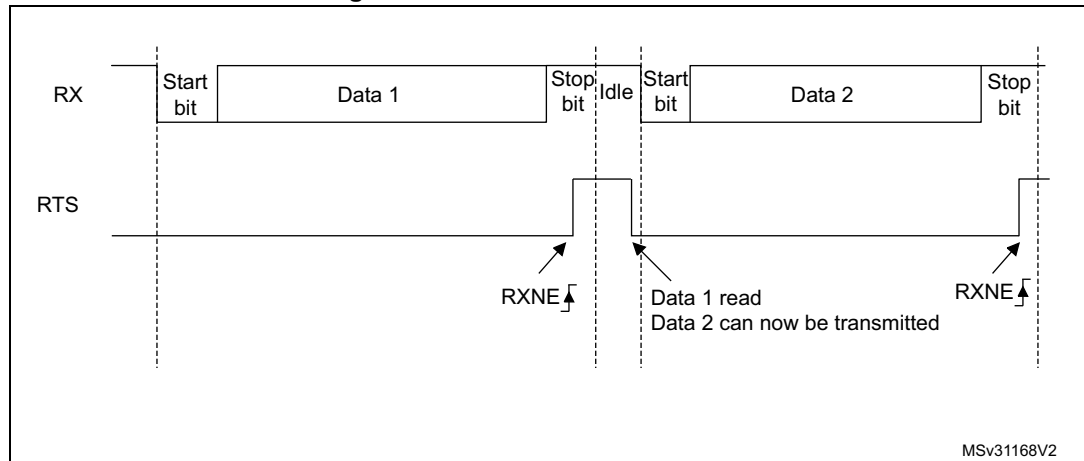 RX
Start
bit
Data 1
Stop
bit
Idle
Start
bit
Data 2
Stop
bit
RTS
RXNE
Data 1 read
Data 2 can now be transmitted
RXNE
MSv31168V2